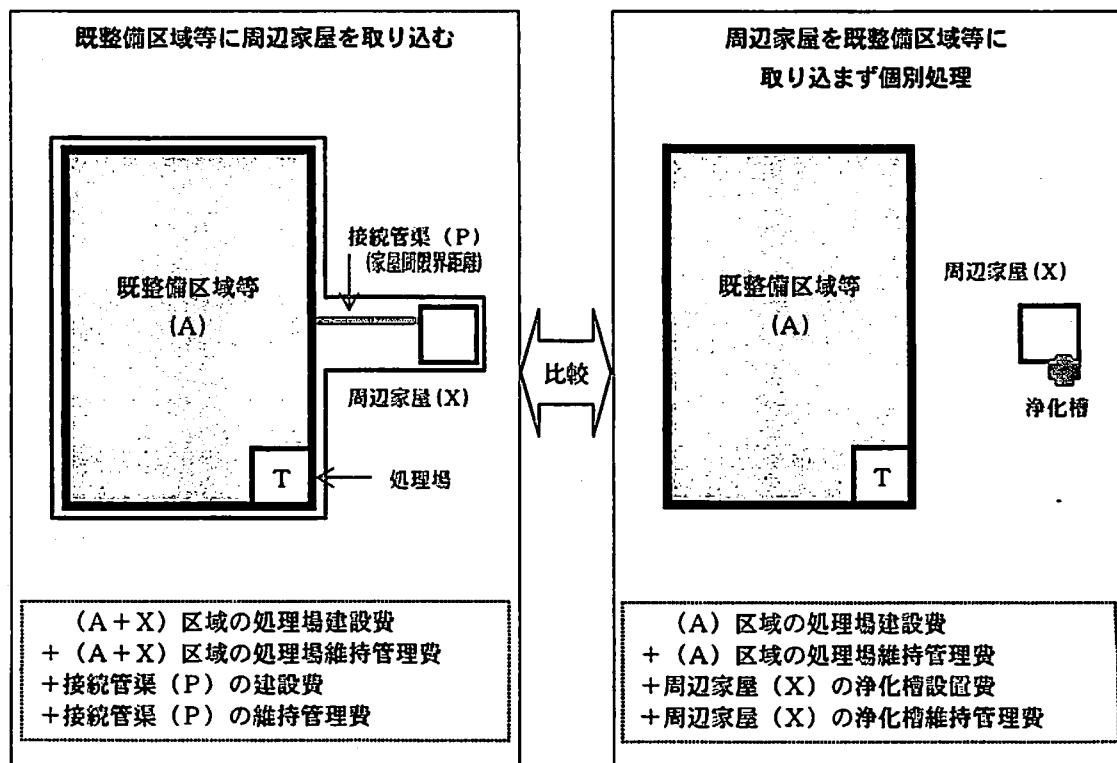 既整備区域等に周辺家屋を取り込む
接続管渠（P）
（家屋間限界距離）
既整備区域等
（A）
周辺家屋（X）
T
処理場
（A＋X）区域の処理場建設費
＋（A＋X）区域の処理場維持管理費
＋接続管渠（P）の建設費
＋接続管渠（P）の維持管理費
比較
周辺家屋を既整備区域等に
取り込まず個別処理
周辺家屋（X）
既整備区域等
（A）
浄化槽
T
（A）区域の処理場建設費
＋（A）区域の処理場維持管理費
＋周辺家屋（X）の浄化槽設置費
＋周辺家屋（X）の浄化槽維持管理費